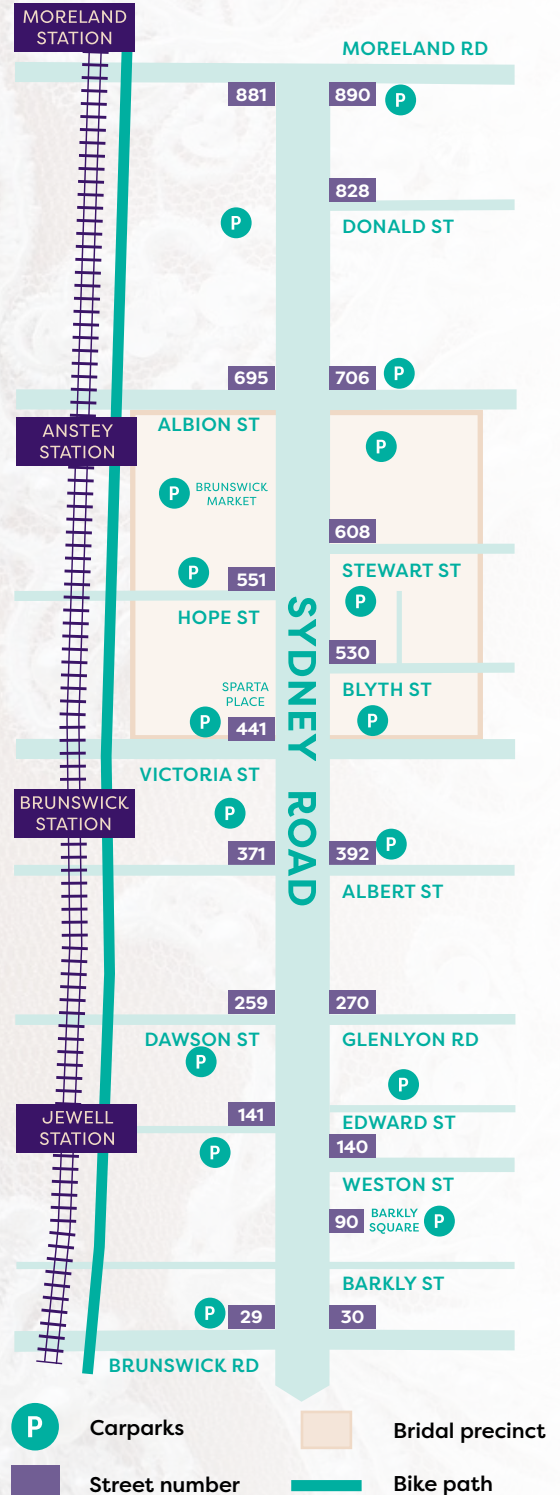 MORELAND
STATION
MORELAND RD
881
890
P
828
P
DONALD ST
695
706
P
ANSTEY
STATION
ALBION ST
P
P
BRUNSWICK
MARKET
608
P
551
STEWART ST
P
HOPE ST
SYDNEY ROAD
530
SPARTA
PLACE
BLYTH ST
P
441
P
VICTORIA ST
BRUNSWICK
STATION
P
371
392
P
ALBERT ST
259
270
DAWSON ST
GLENLYON RD
P
P
JEWELL
STATION
141
EDWARD ST
140
P
WESTON ST
90
BARKLY
SQUARE
P
BARKLY ST
P
29
30
BRUNSWICK RD
P
Carparks
Bridal precinct
Street number
Bike path